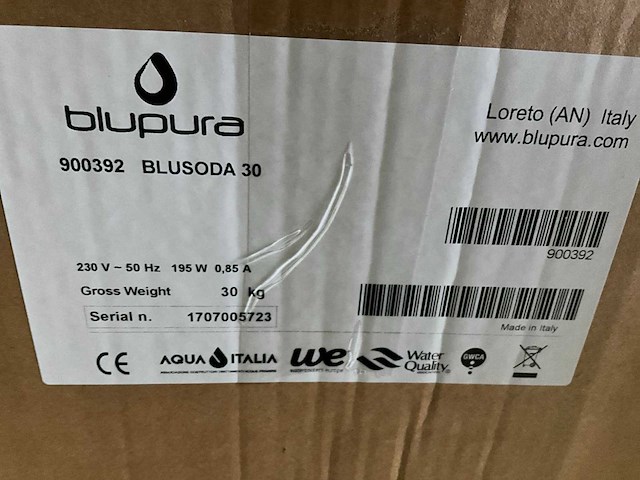 blupura
Loreto (AN) Italy
www.blupura.com
900392 BLUSODA 30
900392
230 V ~ 50 Hz 195 W 0,85 A
Gross Weight 30 kg
Serial n. 1707005723
Made in Italy
CE
AQUA ITALIA
we
Water
Quality
GWCA